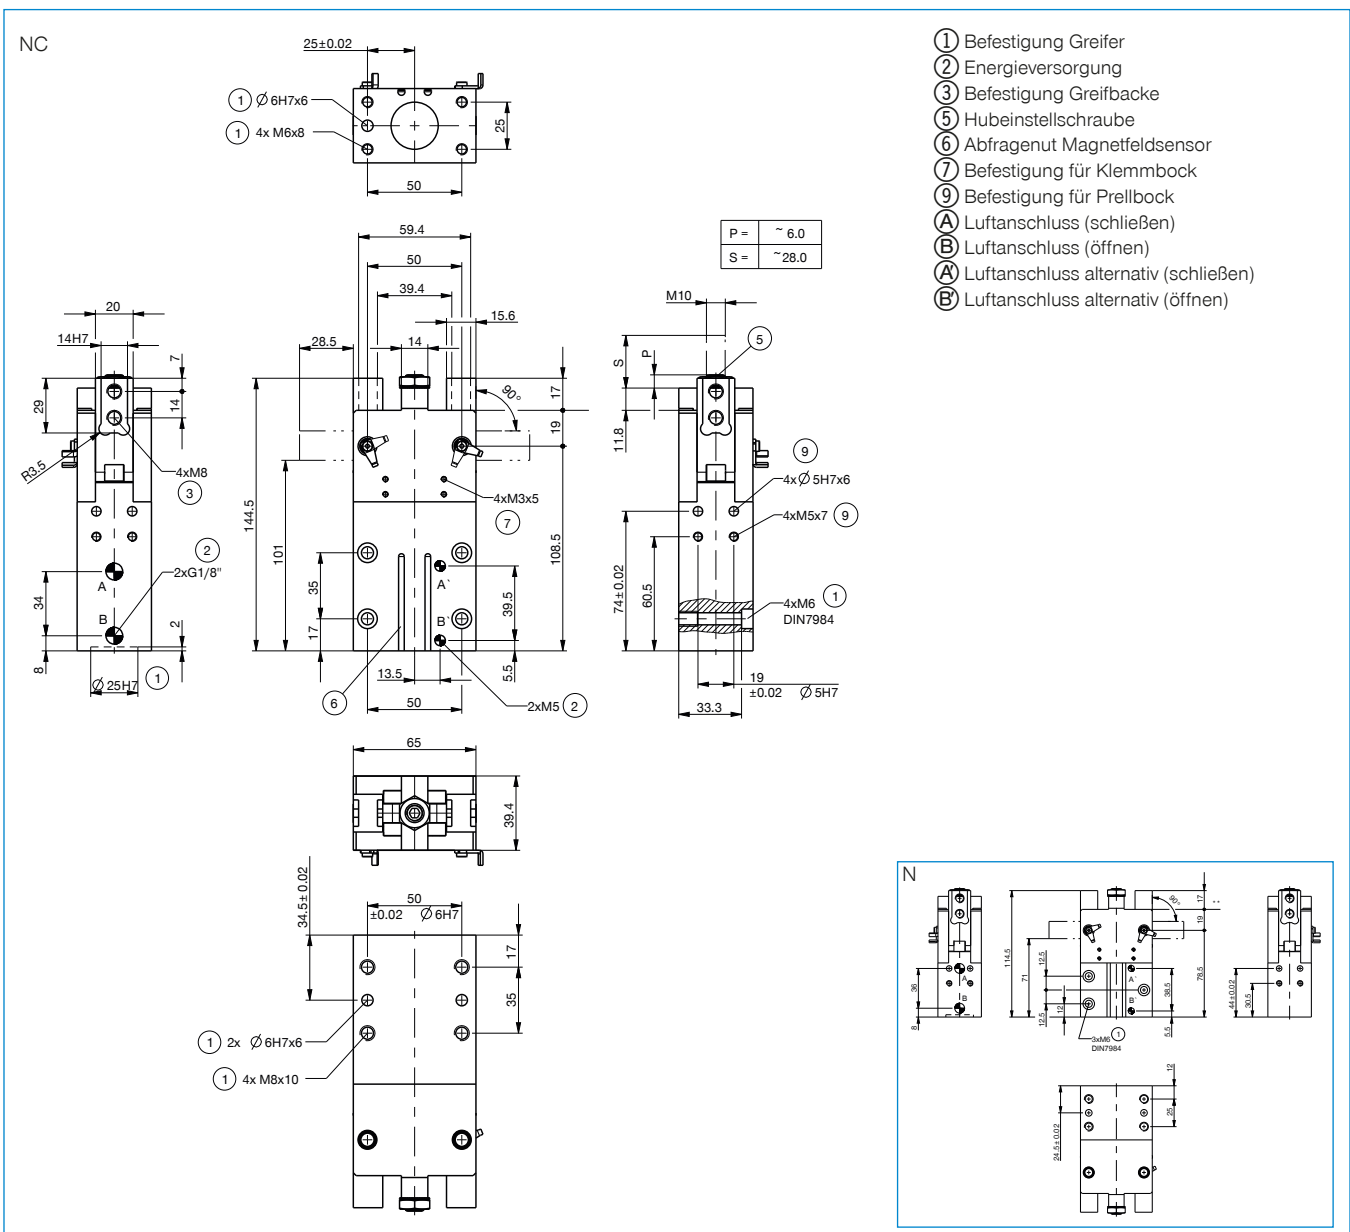 NC
25±0.02
1 Ø 6H7x6
1 4x M6x8
25
50
1 Befestigung Greifer
2 Energieversorgung
3 Befestigung Greifbacke
5 Hubeinstellschraube
6 Abfragenut Magnetfeldsensor
7 Befestigung für Klemmbock
9 Befestigung für Prellbock
A Luftanschluss (schließen)
B Luftanschluss (öffnen)
A' Luftanschluss alternativ (schließen)
B' Luftanschluss alternativ (öffnen)
P = ~ 6.0
S = ~28.0
20
14H7
7
29
14
R3.5
4xM8
3
2
2xG1/8"
A
34
B
2
8
Ø 25H7
1
59.4
50
39.4
15.6
28.5
14
90°
17
19
144.5
101
4xM3x5
7
108.5
35
A`
39.5
B`
17
5.5
13.5
6
50
2xM5 2
M10
S
P
5
11.8
9
4x Ø 5H7x6
4xM5x7 9
74±0.02
60.5
4xM6 1
DIN7984
19
±0.02 Ø 5H7
33.3
65
39.4
34.5±0.02
50
±0.02 Ø 6H7
17
35
1 2x Ø 6H7x6
1 4x M8x10
N
36
A
B
8
114.5
71
12.5
12
12.5
90°
17
19
78.5
A`
38.5
B`
5.5
3xM6 1
DIN7984
44±0.02
30.5
12
25
24.5±0.02